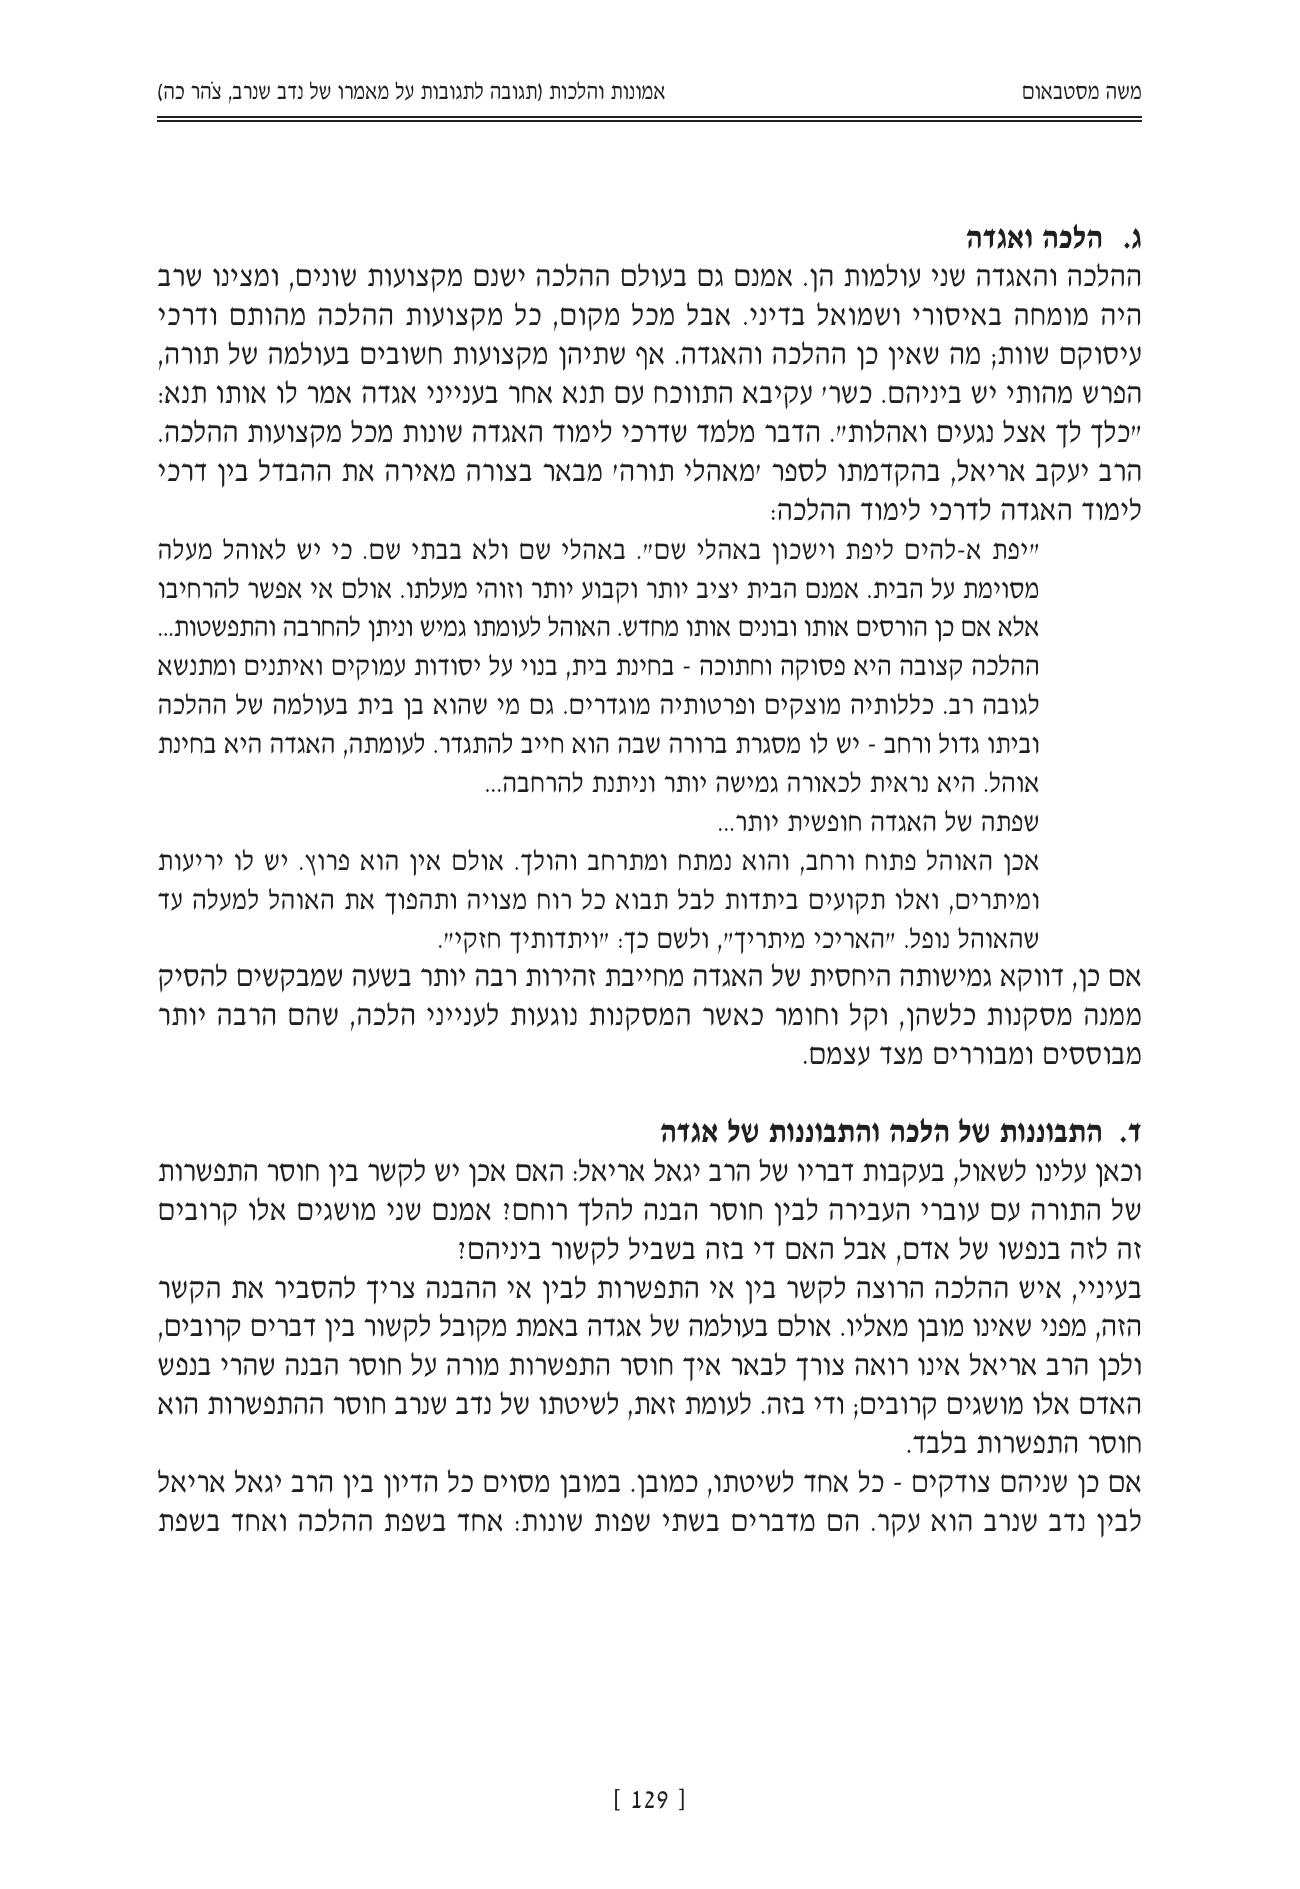 משה מסטבאום
אמונות והלכות (תגובה לתגובות על מאמרו של נדב שנרב, צֹהר כה)
ג. הלכה ואגדה
ההלכה והאגדה שני עולמות הן. אמנם גם בעולם ההלכה ישנם מקצועות שונים, ומצינו שרב
היה מומחה באיסורי ושמואל בדיני. אבל מכל מקום, כל מקצועות ההלכה מהותם ודרכי
עיסוקם שוות; מה שאין כן ההלכה והאגדה. אף שתיהן מקצועות חשובים בעולמה של תורה,
הפרש מהותי יש ביניהם. כשר' עקיבא התווכח עם תנא אחר בענייני אגדה אמר לו אותו תנא:
"כלך לך אצל נגעים ואהלות". הדבר מלמד שדרכי לימוד האגדה שונות מכל מקצועות ההלכה.
הרב יעקב אריאל, בהקדמתו לספר 'מאהלי תורה' מבאר בצורה מאירה את ההבדל בין דרכי
לימוד האגדה לדרכי לימוד ההלכה:
"יפת א-להים ליפת וישכון באהלי שם". באהלי שם ולא בבתי שם. כי יש לאוהל מעלה
מסוימת על הבית. אמנם הבית יציב יותר וקבוע יותר וזוהי מעלתו. אולם אי אפשר להרחיבו
אלא אם כן הורסים אותו ובונים אותו מחדש. האוהל לעומתו גמיש וניתן להחרבה והתפשטות...
ההלכה קצובה היא פסוקה וחתוכה - בחינת בית, בנוי על יסודות עמוקים ואיתנים ומתנשא
לגובה רב. כללותיה מוצקים ופרטותיה מוגדרים. גם מי שהוא בן בית בעולמה של ההלכה
וביתו גדול ורחב - יש לו מסגרת ברורה שבה הוא חייב להתגדר. לעומתה, האגדה היא בחינת
אוהל. היא נראית לכאורה גמישה יותר וניתנת להרחבה...
שפתה של האגדה חופשית יותר...
אכן האוהל פתוח ורחב, והוא נמתח ומתרחב והולך. אולם אין הוא פרוץ. יש לו יריעות
ומיתרים, ואלו תקועים ביתדות לבל תבוא כל רוח מצויה ותהפוך את האוהל למעלה עד
שהאוהל נופל. "האריכי מיתריך", ולשם כך: "ויתדותיך חזקי".
אם כן, דווקא גמישותה היחסית של האגדה מחייבת זהירות רבה יותר בשעה שמבקשים להסיק
ממנה מסקנות כלשהן, וקל וחומר כאשר המסקנות נוגעות לענייני הלכה, שהם הרבה יותר
מבוססים ומבוררים מצד עצמם.
ד. התבוננות של הלכה והתבוננות של אגדה
וכאן עלינו לשאול, בעקבות דבריו של הרב יגאל אריאל: האם אכן יש לקשר בין חוסר התפשרות
של התורה עם עוברי העבירה לבין חוסר הבנה להלך רוחם? אמנם שני מושגים אלו קרובים
זה לזה בנפשו של אדם, אבל האם די בזה בשביל לקשור ביניהם?
בעיניי, איש ההלכה הרוצה לקשר בין אי התפשרות לבין אי ההבנה צריך להסביר את הקשר
הזה, מפני שאינו מובן מאליו. אולם בעולמה של אגדה באמת מקובל לקשור בין דברים קרובים,
ולכן הרב אריאל אינו רואה צורך לבאר איך חוסר התפשרות מורה על חוסר הבנה שהרי בנפש
האדם אלו מושגים קרובים; ודי בזה. לעומת זאת, לשיטתו של נדב שנרב חוסר ההתפשרות הוא
חוסר התפשרות בלבד.
אם כן שניהם צודקים - כל אחד לשיטתו, כמובן. במובן מסוים כל הדיון בין הרב יגאל אריאל
לבין נדב שנרב הוא עקר. הם מדברים בשתי שפות שונות: אחד בשפת ההלכה ואחד בשפת
[ 129 ]